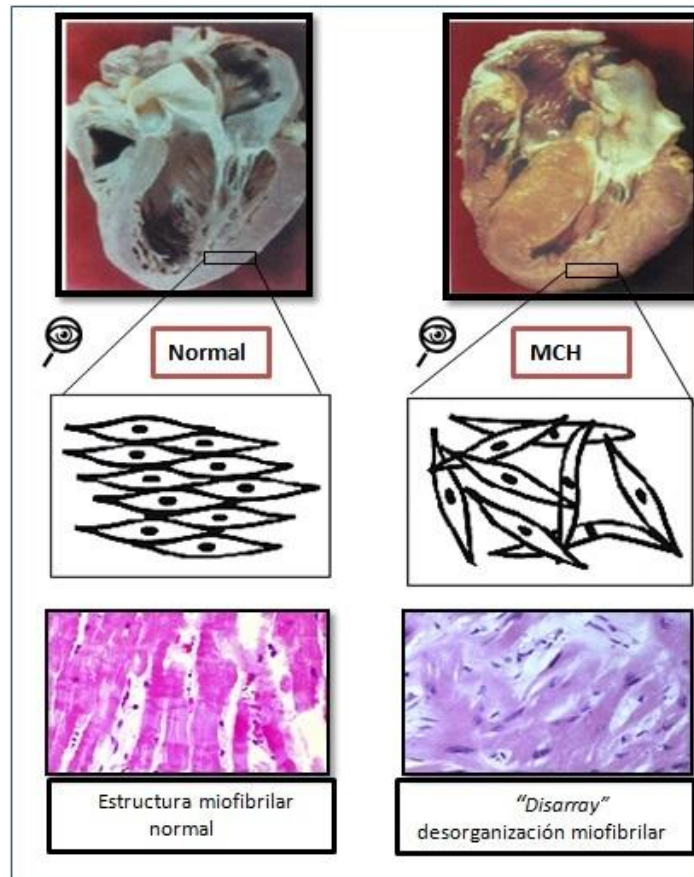 Normal
MCH
Estructura miofibrilar
normal
“Disarray”
desorganización miofibrilar